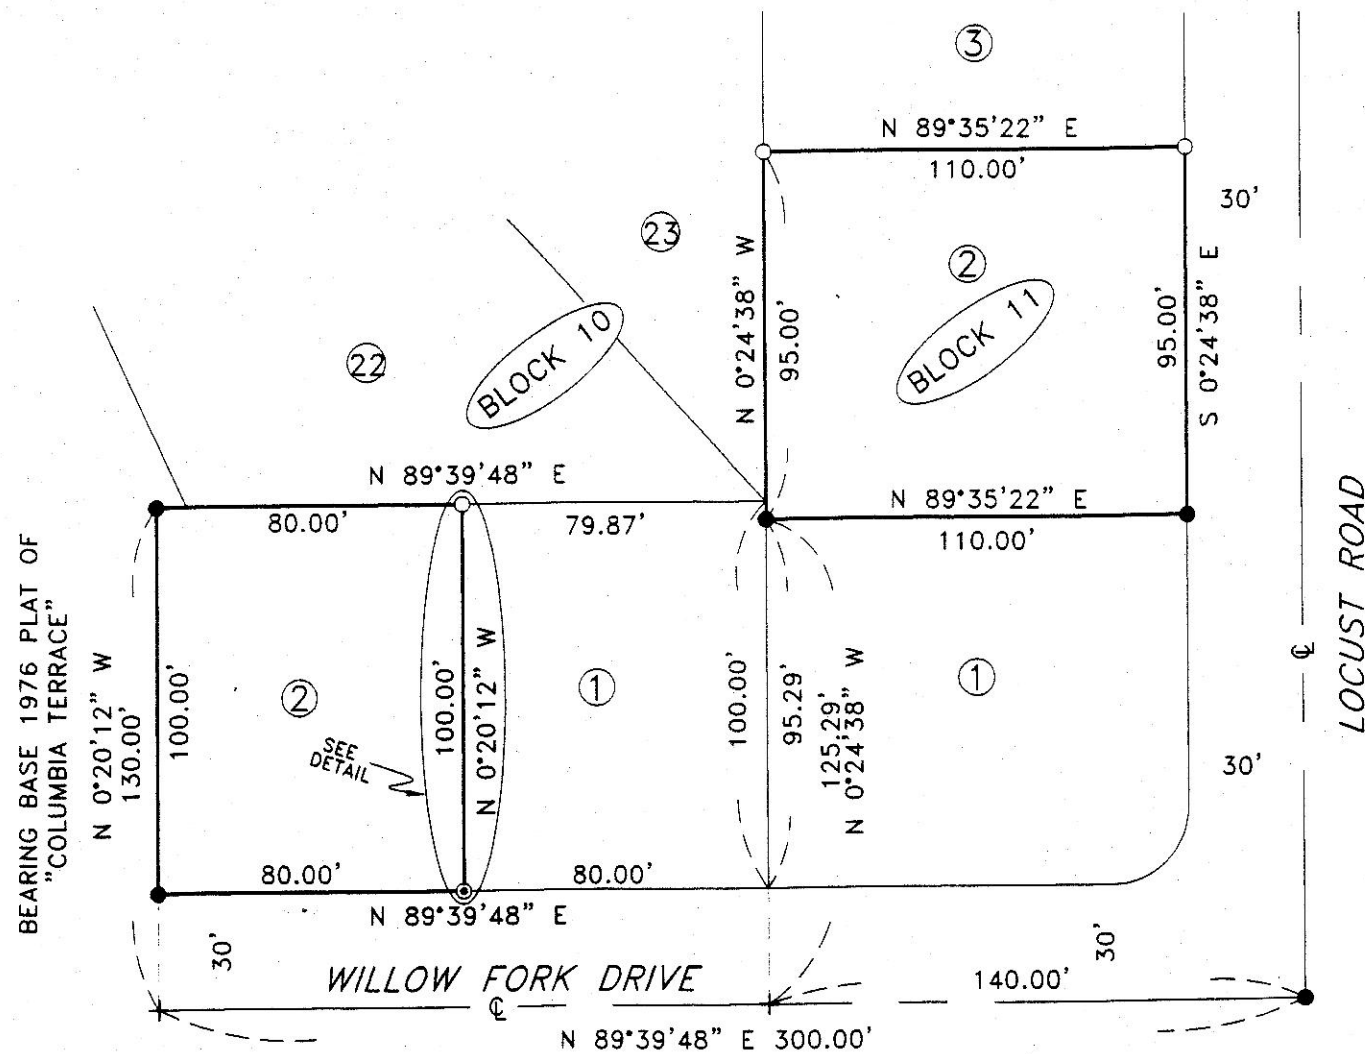 3
N 89°35'22" E
110.00'
30'
23
2
N 0°24'38" W
95.00'
BLOCK 11
95.00'
S 0°24'38" E
BLOCK 10
22
N 89°39'48" E
80.00'
79.87'
N 89°35'22" E
110.00'
LOCUST ROAD
℄
BEARING BASE 1976 PLAT OF
"COLUMBIA TERRACE"
N 0°20'12" W
130.00'
100.00'
2
SEE
DETAIL
100.00'
N 0°20'12" W
1
100.00'
95.29'
125.29'
N 0°24'38" W
1
30'
80.00'
80.00'
N 89°39'48" E
30'
WILLOW FORK DRIVE
℄
30'
140.00'
N 89°39'48" E 300.00'